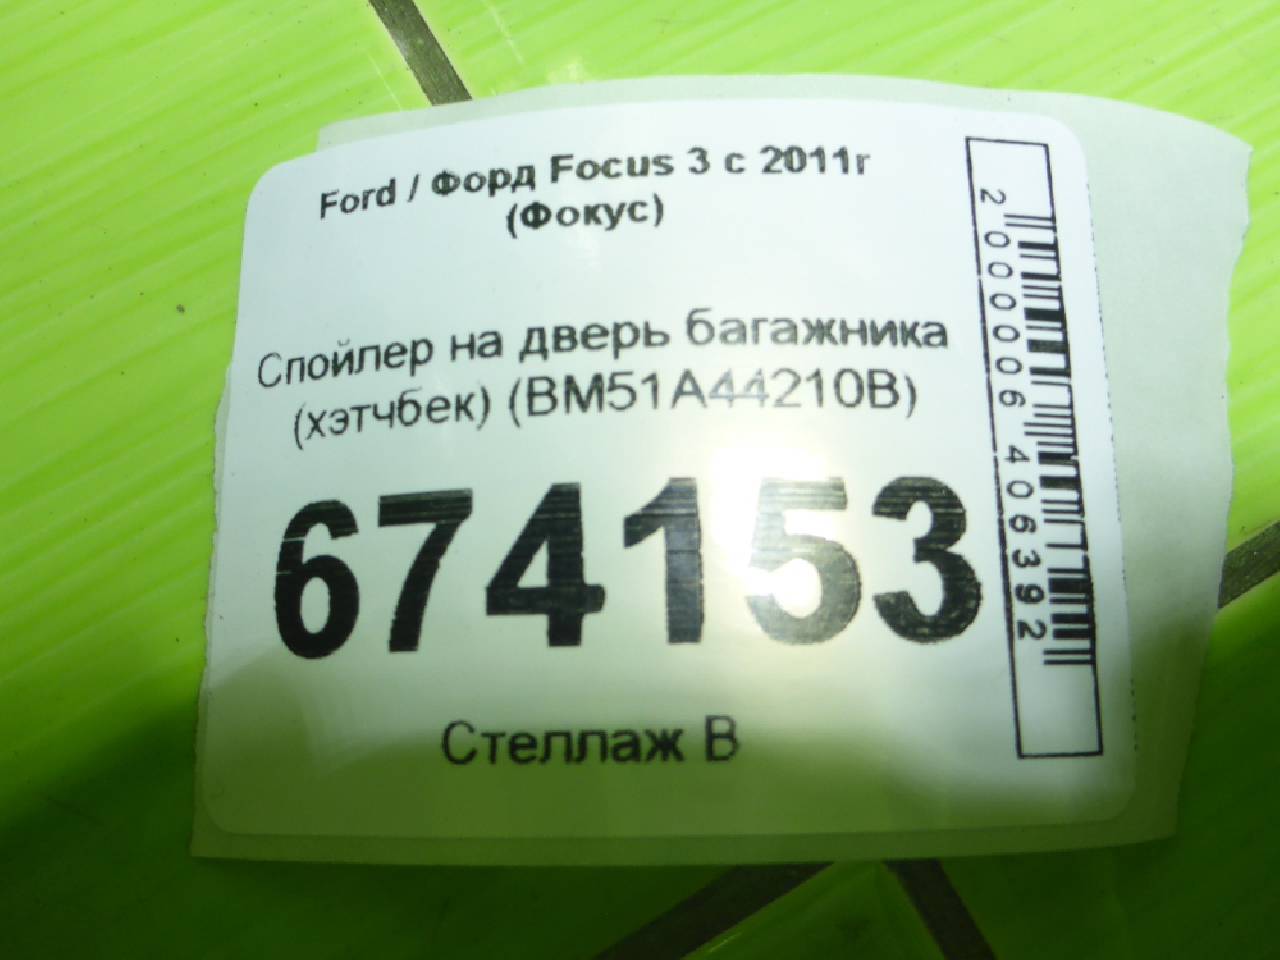 Ford / Форд Focus 3 с 2011г
(Фокус)
Спойлер на дверь багажника
(хэтчбек) (BM51A44210B)
674153
Стеллаж В
2000006406392